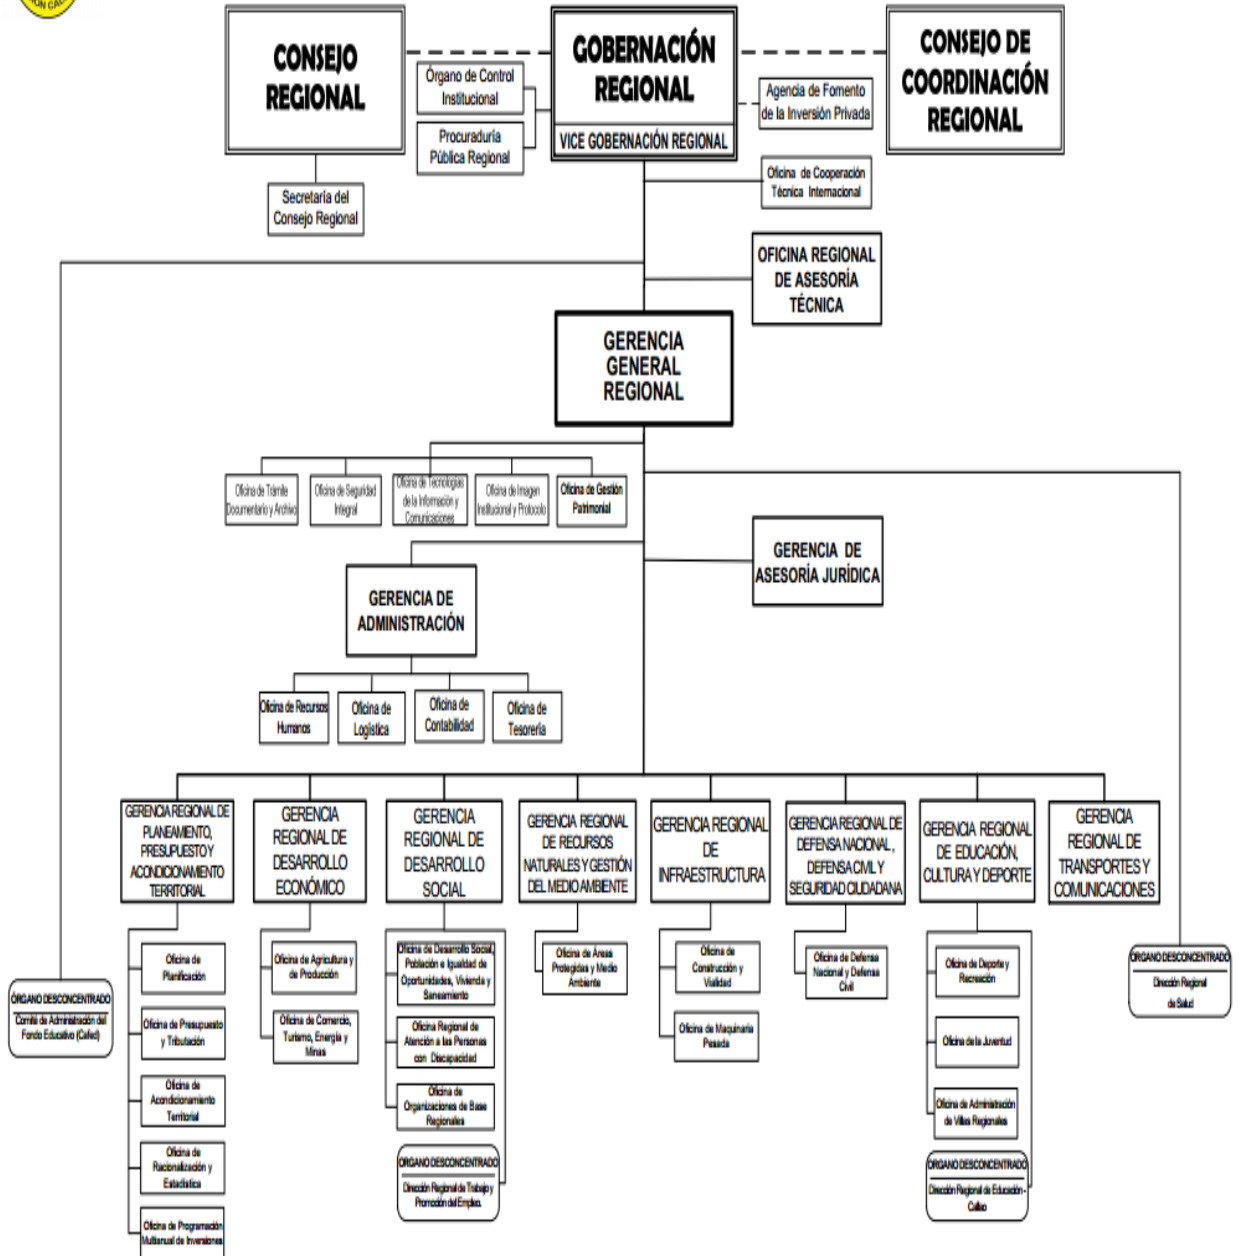 CONSEJO
REGIONAL
GOBERNACIÓN
REGIONAL
VICE GOBERNACIÓN REGIONAL
CONSEJO DE
COORDINACIÓN
REGIONAL
Órgano de Control
Institucional
Procuraduría
Pública Regional
Agencia de Fomento
de la Inversión Privada
Oficina de Cooperación
Técnica Internacional
Secretaría del
Consejo Regional
OFICINA REGIONAL
DE ASESORÍA
TÉCNICA
GERENCIA
GENERAL
REGIONAL
Oficina de Trámite
Documentario y Archivo
Oficina de Seguridad
Integral
Oficina de Tecnologías
de la Información y
Comunicaciones
Oficina de Imagen
Institucional y Protocolo
Oficina de Gestión
Patrimonial
GERENCIA DE
ASESORÍA JURÍDICA
GERENCIA DE
ADMINISTRACIÓN
Oficina de Recursos
Humanos
Oficina de
Logística
Oficina de
Contabilidad
Oficina de
Tesorería
GERENCIA REGIONAL DE
PLANEAMIENTO,
PRESUPUESTO Y
ACONDICIONAMIENTO
TERRITORIAL
GERENCIA
REGIONAL DE
DESARROLLO
ECONÓMICO
GERENCIA
REGIONAL DE
DESARROLLO
SOCIAL
GERENCIA REGIONAL
DE RECURSOS
NATURALES Y GESTIÓN
DEL MEDIO AMBIENTE
GERENCIA REGIONAL
DE
INFRAESTRUCTURA
GERENCIA REGIONAL DE
DEFENSA NACIONAL,
DEFENSA CIVIL Y
SEGURIDAD CIUDADANA
GERENCIA REGIONAL
DE EDUCACIÓN,
CULTURA Y DEPORTE
GERENCIA
REGIONAL DE
TRANSPORTES Y
COMUNICACIONES
Oficina de
Planificación
Oficina de Presupuesto
y Tributación
Oficina de
Acondicionamiento
Territorial
Oficina de
Racionalización y
Estadística
Oficina de Programación
Multianual de Inversiones
Oficina de Agricultura y
de Producción
Oficina de Comercio,
Turismo, Energía y
Minas
Oficina de Desarrollo Social,
Población e Igualdad de
Oportunidades, Vivienda y
Saneamiento
Oficina Regional de
Atención a las Personas
con Discapacidad
Oficina de
Organizaciones de Base
Regionales
ÓRGANO DESCONCENTRADO
Dirección Regional de Trabajo y
Promoción del Empleo.
Oficina de Áreas
Protegidas y Medio
Ambiente
Oficina de
Construcción y
Vialidad
Oficina de Maquinaria
Pesada
Oficina de Defensa
Nacional y Defensa
Civil
Oficina de Deporte y
Recreación
Oficina de la Juventud
Oficina de Administración
de Villas Regionales
ÓRGANO DESCONCENTRADO
Dirección Regional de Educación -
Callao
ÓRGANO DESCONCENTRADO
Comité de Administración del
Fondo Educativo (Cafed)
ÓRGANO DESCONCENTRADO
Dirección Regional
de Salud